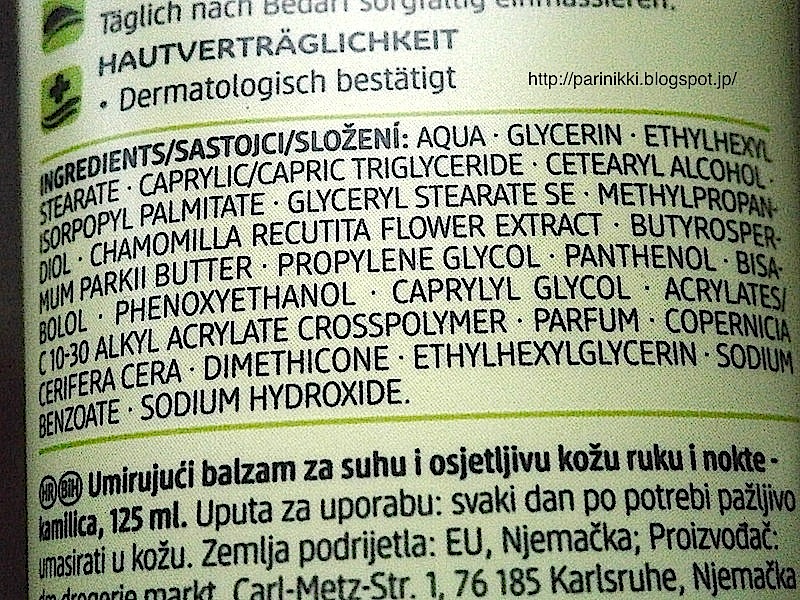 Täglich nach Bedarf sorgfältig einmassieren.
HAUTVERTRÄGLICHKEIT
• Dermatologisch bestätigt
http://parinikki.blogspot.jp/
INGREDIENTS/SASTOJCI/SLOŽENÍ: AQUA · GLYCERIN · ETHYLHEXYL
STEARATE · CAPRYLIC/CAPRIC TRIGLYCERIDE · CETEARYL ALCOHOL ·
ISORPOPYL PALMITATE · GLYCERYL STEARATE SE · METHYLPROPAN-
DIOL · CHAMOMILLA RECUTITA FLOWER EXTRACT · BUTYROSPER-
MUM PARKII BUTTER · PROPYLENE GLYCOL · PANTHENOL · BISA-
BOLOL · PHENOXYETHANOL · CAPRYLYL GLYCOL · ACRYLATES/
C 10-30 ALKYL ACRYLATE CROSSPOLYMER · PARFUM · COPERNICIA
CERIFERA CERA · DIMETHICONE · ETHYLHEXYLGLYCERIN · SODIUM
BENZOATE · SODIUM HYDROXIDE.
HR BIH Umirujući balzam za suhu i osjetljivu kožu ruku i nokte -
kamilica, 125 ml. Uputa za uporabu: svaki dan po potrebi pažljivo
umasirati u kožu. Zemlja podrijetla: EU, Njemačka; Proizvođač:
dm drogerie markt, Carl-Metz-Str. 1, 76 185 Karlsruhe, Njemačka